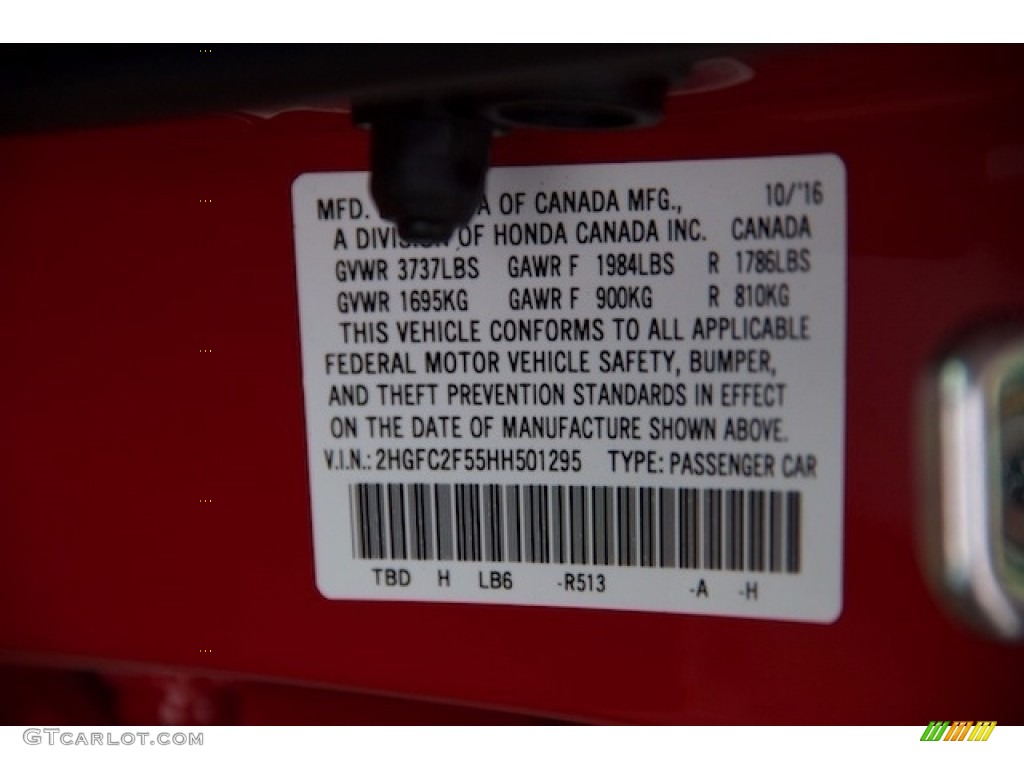 MFD. A OF CANADA MFG., 10/'16
A DIVIS OF HONDA CANADA INC. CANADA
GVWR 3737LBS GAWR F 1984LBS R 1786LBS
GVWR 1695KG GAWR F 900KG R 810KG
THIS VEHICLE CONFORMS TO ALL APPLICABLE
FEDERAL MOTOR VEHICLE SAFETY, BUMPER,
AND THEFT PREVENTION STANDARDS IN EFFECT
ON THE DATE OF MANUFACTURE SHOWN ABOVE.
V.I.N.: 2HGFC2F55HH501295 TYPE: PASSENGER CAR
TBD H LB6 -R513 -A -H
GTCARLOT.COM